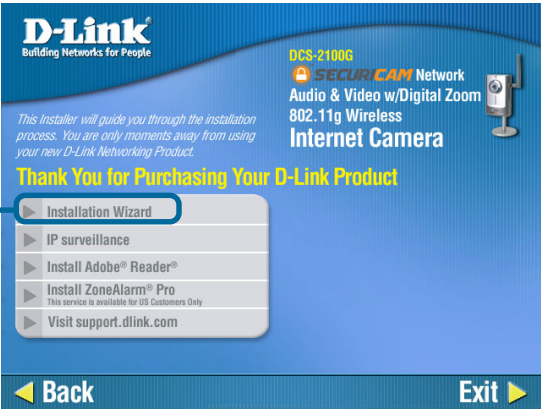 D-Link
Building Networks for People
DCS-2100G
SECURICAM Network
Audio & Video w/Digital Zoom
802.11g Wireless
Internet Camera
This Installer will guide you through the installation
process. You are only moments away from using
your new D-Link Networking Product.
Thank You for Purchasing Your D-Link Product
Installation Wizard
IP surveillance
Install Adobe® Reader®
Install ZoneAlarm® Pro
This service is available for US Customers Only
Visit support.dlink.com
Back
Exit